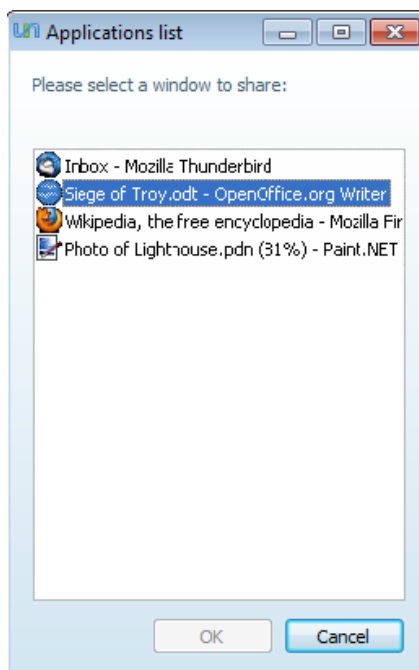 Applications list
Please select a window to share:
Inbox - Mozilla Thunderbird
Siege of Troy.odt - OpenOffice.org Writer
Wikipedia, the free encyclopedia - Mozilla Fir
Photo of Lighthouse.pdn (31%) - Paint.NET
OK
Cancel